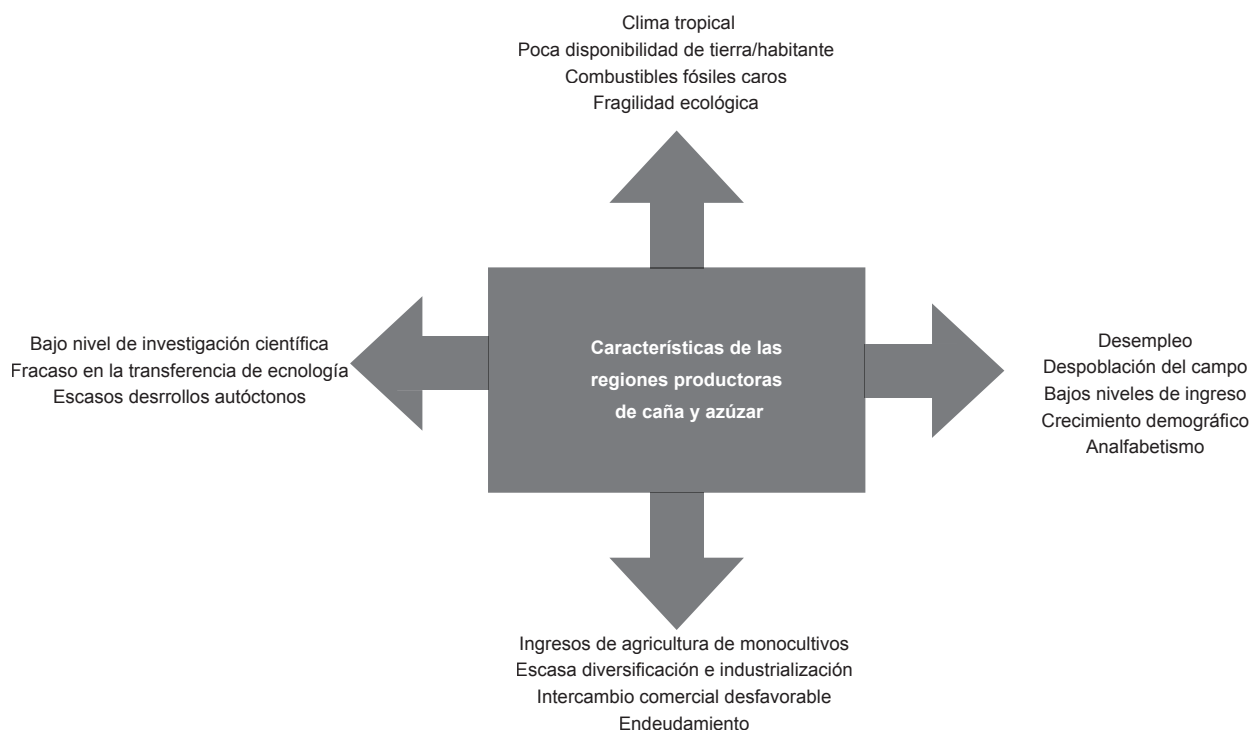 Clima tropical
Poca disponibilidad de tierra/habitante
Combustibles fósiles caros
Fragilidad ecológica
Bajo nivel de investigación científica
Fracaso en la transferencia de ecnología
Escasos desrrollos autóctonos
Características de las
regiones productoras
de caña y azúzar
Desempleo
Despoblación del campo
Bajos niveles de ingreso
Crecimiento demográfico
Analfabetismo
Ingresos de agricultura de monocultivos
Escasa diversificación e industrialización
Intercambio comercial desfavorable
Endeudamiento